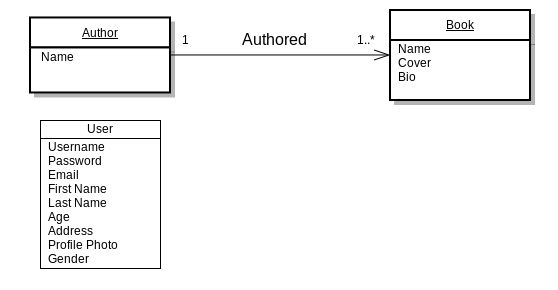 Author
Name
1
Authored
1..*
Book
Name
Cover
Bio
User
Username
Password
Email
First Name
Last Name
Age
Address
Profile Photo
Gender